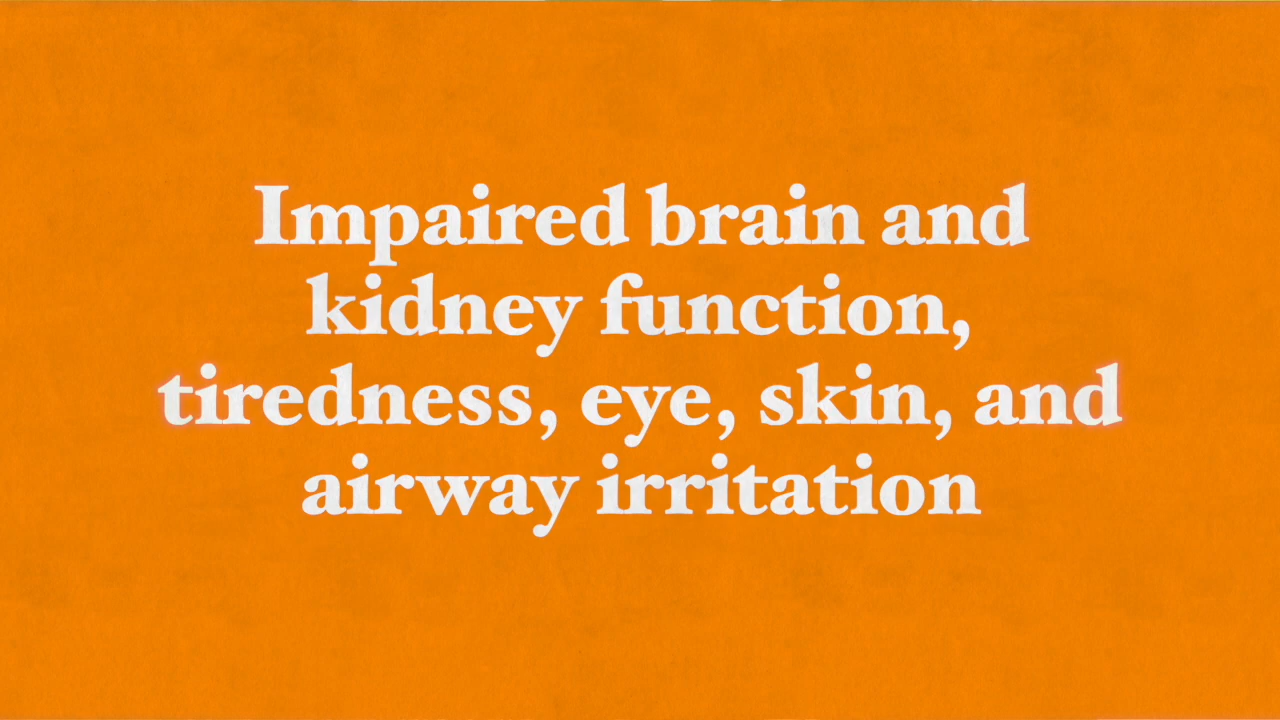 Impaired brain and
kidney function,
tiredness, eye, skin, and
airway irritation